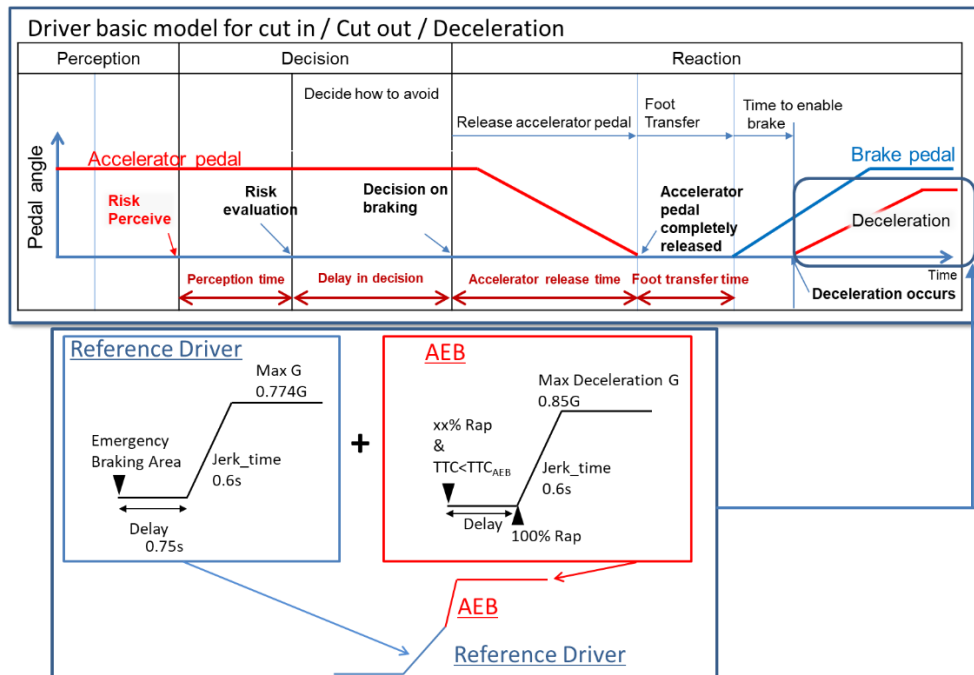 Driver basic model for cut in / Cut out / Deceleration
Perception
Decision
Reaction
Decide how to avoid
Release accelerator pedal
Foot
Transfer
Time to enable
brake
Pedal angle
Accelerator pedal
Brake pedal
Risk
Perceive
Risk
evaluation
Decision on
braking
Accelerator
pedal
completely
released
Deceleration
Time
Perception time
Delay in decision
Accelerator release time
Foot transfer time
Deceleration occurs
Reference Driver
Max G
0.774G
Emergency
Braking Area
Jerk_time
0.6s
Delay
0.75s
+
AEB
Max Deceleration G
0.85G
xx% Rap
&
TTC<TTCAEB
Jerk_time
0.6s
Delay
100% Rap
AEB
Reference Driver